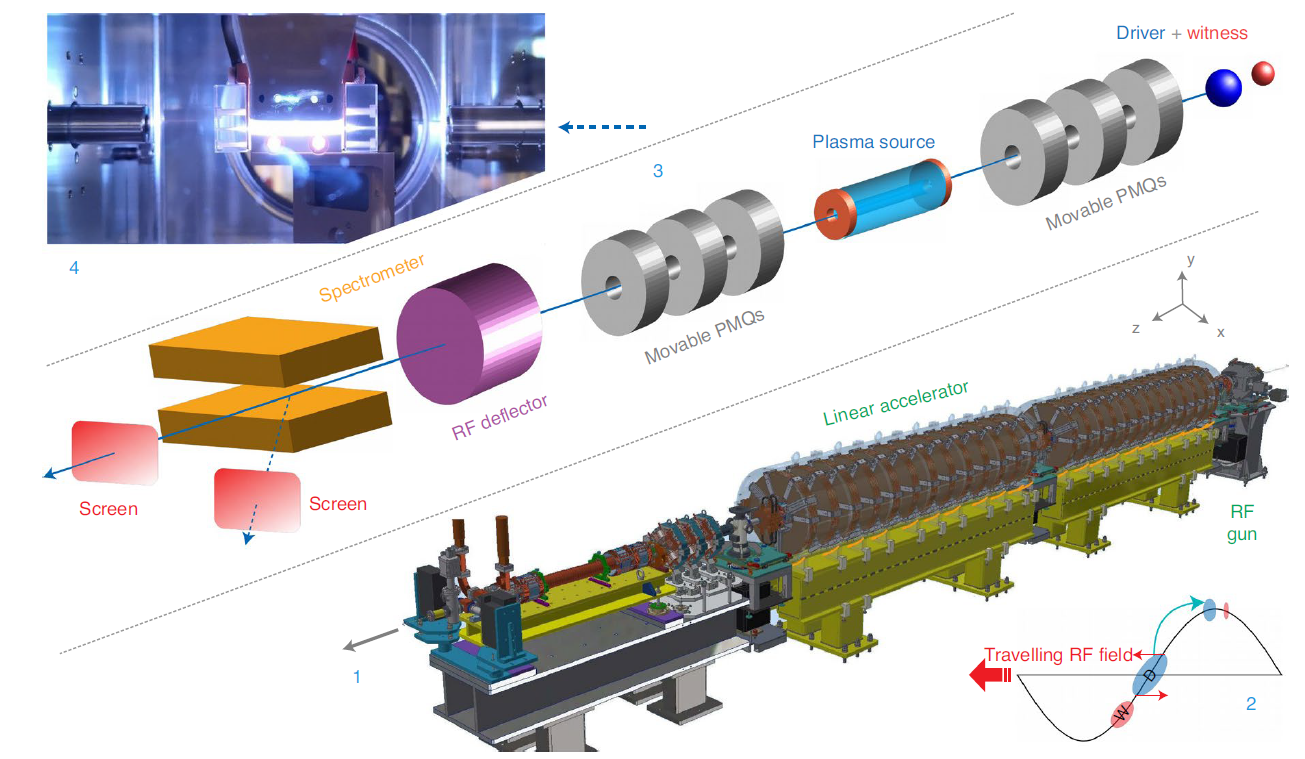 Driver + witness
Plasma source
3
Movable PMQs
4
Spectrometer
Movable PMQs
y
z
x
RF deflector
Linear accelerator
Screen
Screen
RF
gun
1
Travelling RF field
D
W
2